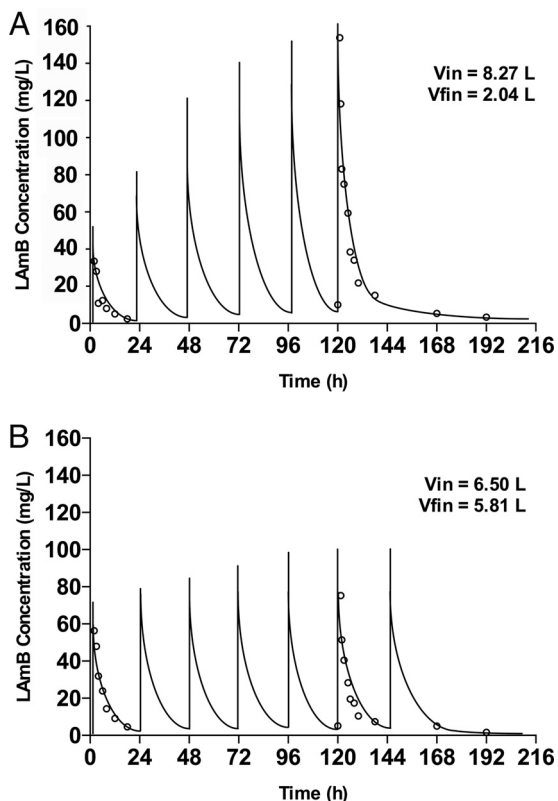 A
160
140
120
100
80
60
40
20
0
LAmB Concentration (mg/L)
Vin = 8.27 L
Vfin = 2.04 L
0 24 48 72 96 120 144 168 192 216
Time (h)
B
160
140
120
100
80
60
40
20
0
LAmB Concentration (mg/L)
Vin = 6.50 L
Vfin = 5.81 L
0 24 48 72 96 120 144 168 192 216
Time (h)